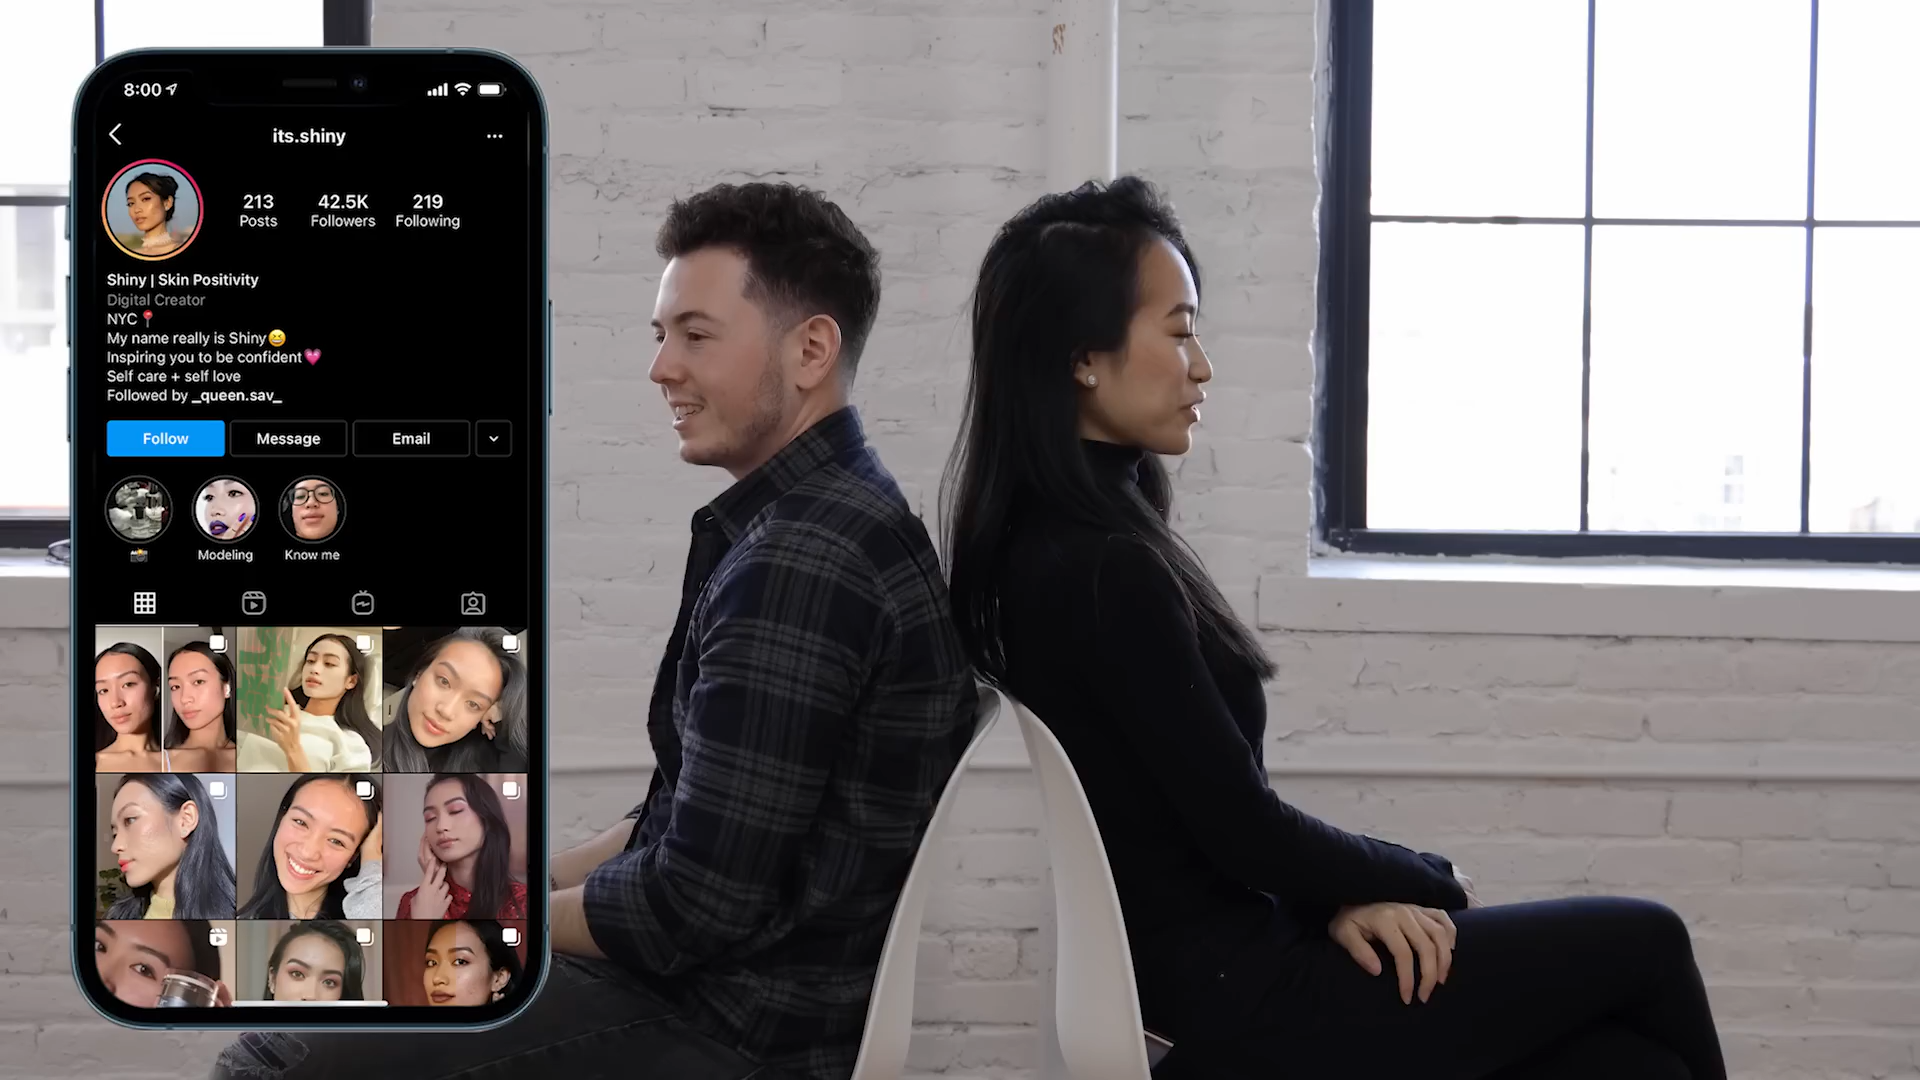 8:00
its.shiny
213 42.5K 219
Posts Followers Following
Shiny | Skin Positivity
Digital Creator
NYC📍
My name really is Shiny😆
Inspiring you to be confident💗
Self care + self love
Followed by _queen.sav_
Follow Message Email
📸 Modeling Know me